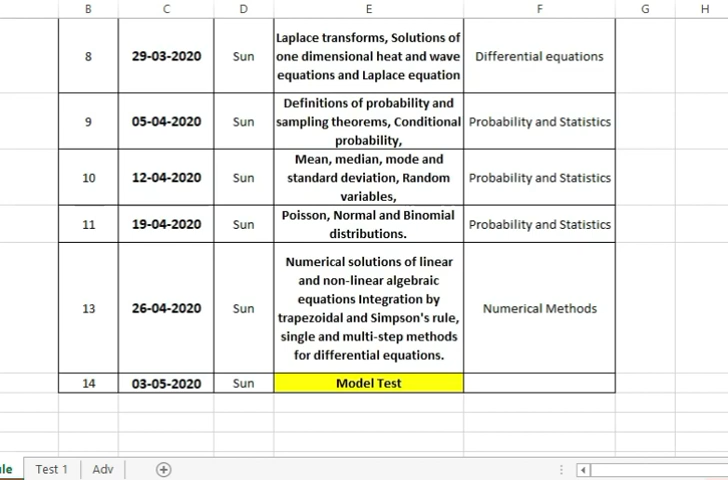 B C D E F G H
8 29-03-2020 Sun Laplace transforms, Solutions of
one dimensional heat and wave
equations and Laplace equation Differential equations
9 05-04-2020 Sun Definitions of probability and
sampling theorems, Conditional
probability, Probability and Statistics
10 12-04-2020 Sun Mean, median, mode and
standard deviation, Random
variables, Probability and Statistics
11 19-04-2020 Sun Poisson, Normal and Binomial
distributions. Probability and Statistics
13 26-04-2020 Sun Numerical solutions of linear
and non-linear algebraic
equations Integration by
trapezoidal and Simpson's rule,
single and multi-step methods
for differential equations. Numerical Methods
14 03-05-2020 Sun Model Test
Test 1 Adv